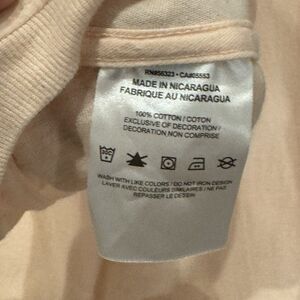 RN#56323 • CA#05553
MADE IN NICARAGUA
FABRIQUE AU NICARAGUA
100% COTTON / COTON
EXCLUSIVE OF DECORATION /
DECORATION NON COMPRISE
WASH WITH LIKE COLORS / DO NOT IRON DESIGN
LAVER AVEC COULEURS SIMILAIRES / NE PAS
REPASSER LE DESSIN